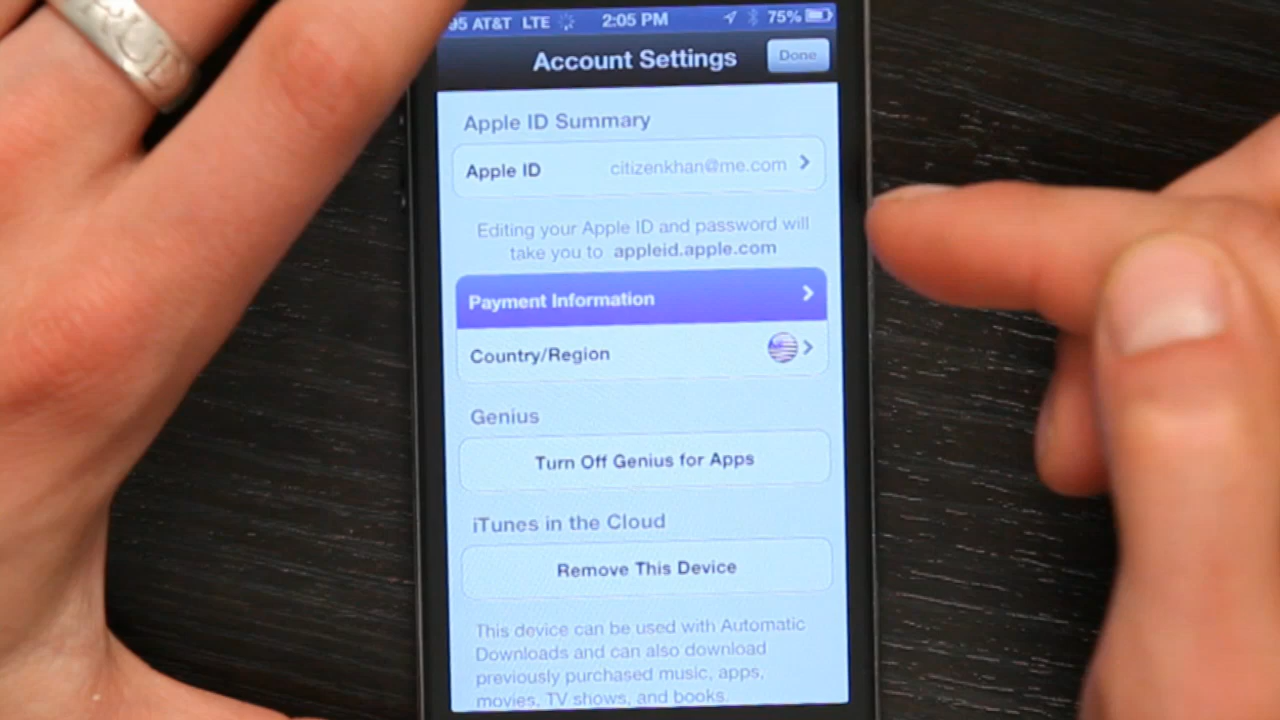 95 AT&T LTE 2:05 PM 75%
Account Settings Done
Apple ID Summary
Apple ID citizenkhan@me.com
Editing your Apple ID and password will
take you to appleid.apple.com
Payment Information
Country/Region
Genius
Turn Off Genius for Apps
iTunes in the Cloud
Remove This Device
This device can be used with Automatic
Downloads and can also download
previously purchased music, apps,
movies, TV shows, and books.